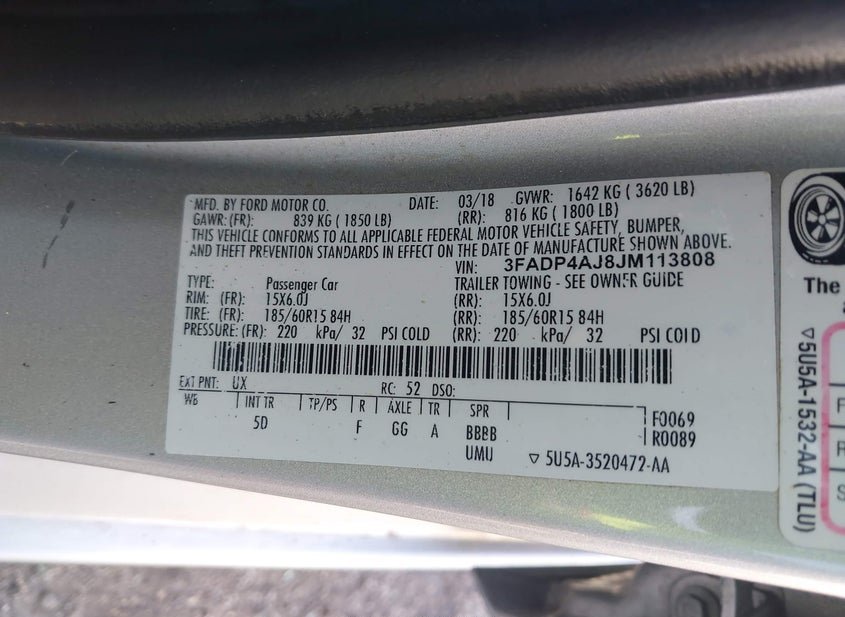 MFD. BY FORD MOTOR CO. DATE: 03/18 GVWR: 1642 KG ( 3620 LB)
GAWR: (FR): 839 KG ( 1850 LB) (RR): 816 KG ( 1800 LB)
THIS VEHICLE CONFORMS TO ALL APPLICABLE FEDERAL MOTOR VEHICLE SAFETY, BUMPER,
AND THEFT PREVENTION STANDARDS IN EFFECT ON THE DATE OF MANUFACTURE SHOWN ABOVE.
VIN: 3FADP4AJ8JM113808
TYPE: Passenger Car TRAILER TOWING - SEE OWNER GUIDE
RIM: (FR): 15X6.0J (RR): 15X6.0J
TIRE: (FR): 185/60R15 84H (RR): 185/60R15 84H
PRESSURE: (FR): 220 kPa/ 32 PSI COLD (RR): 220 kPa/ 32 PSI COLD
EXT PNT: UX RC: 52 DSO:
WB INT TR TP/PS R AXLE TR SPR
5D F GG A BBBB
UMU
F0069
R0089
▽ 5U5A-3520472-AA
The
▽5U5A-1532-AA (TLU)
F
R
S